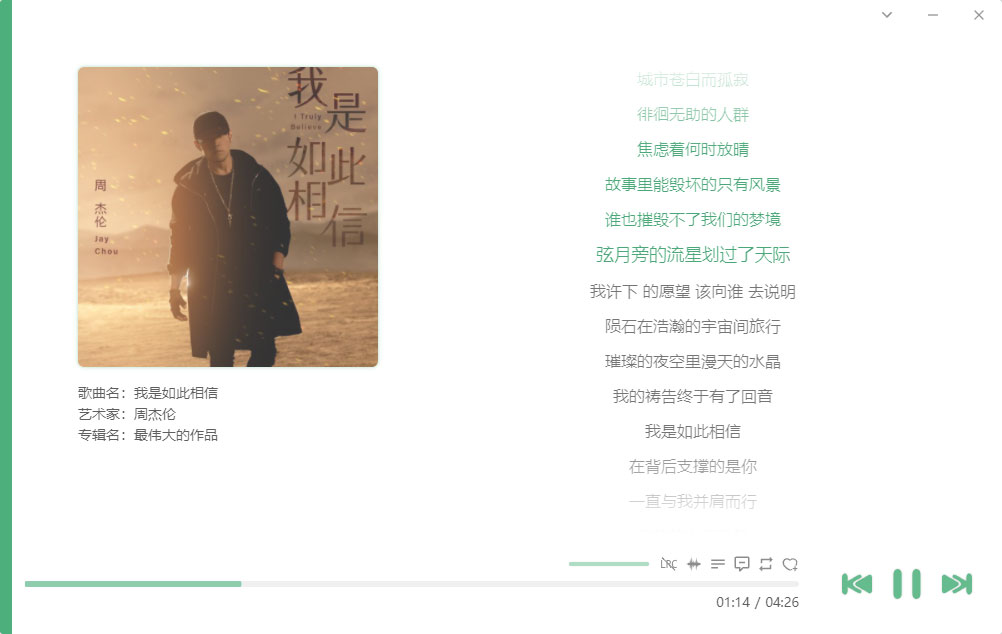 我是
如此
相信
I Truly
Believe
周
杰
伦
Jay
Chou
歌曲名：我是如此相信
艺术家：周杰伦
专辑名：最伟大的作品
城市苍白而孤寂
徘徊无助的人群
焦虑着何时放晴
故事里能毁坏的只有风景
谁也摧毁不了我们的梦境
弦月旁的流星划过了天际
我许下 的愿望 该向谁 去说明
陨石在浩瀚的宇宙间旅行
璀璨的夜空里漫天的水晶
我的祷告终于有了回音
我是如此相信
在背后支撑的是你
一直与我并肩而行
LRC
01:14 / 04:26